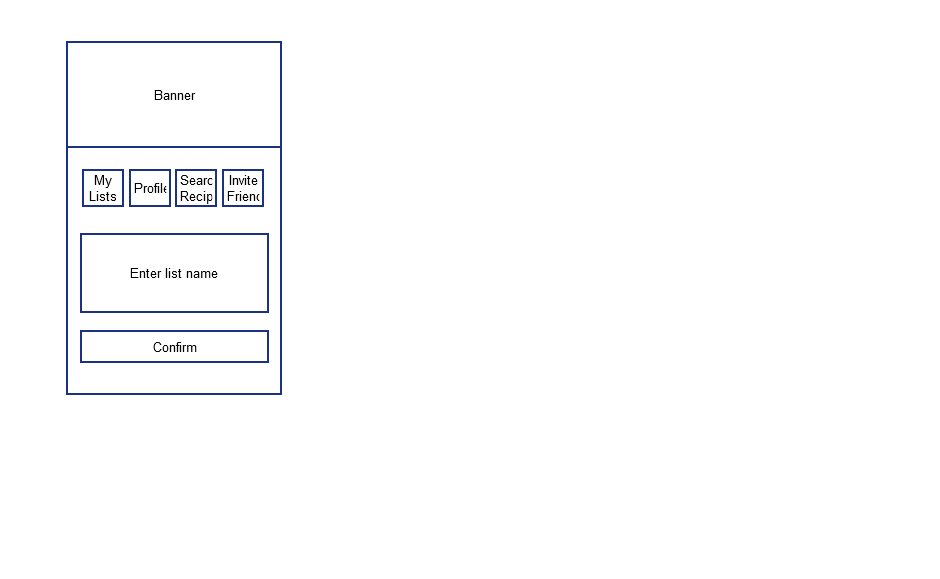 Banner
My
Lists
Profile
Searc
Recip
Invite
Frienc
Enter list name
Confirm